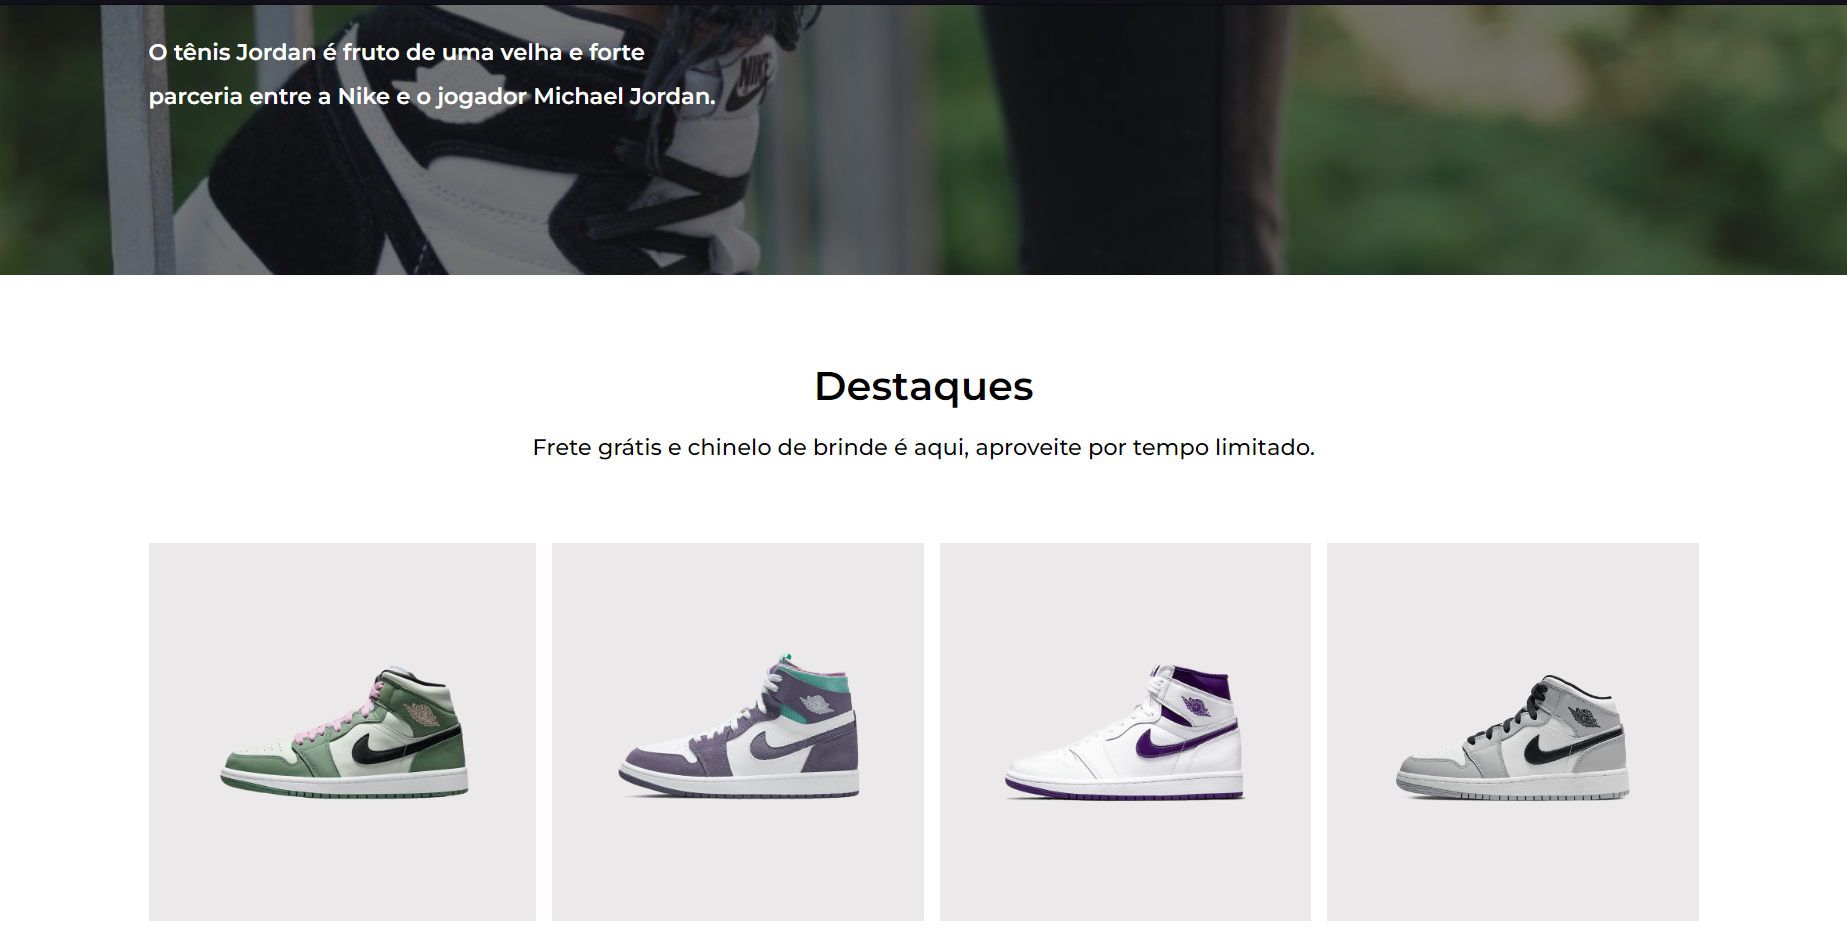 O tênis Jordan é fruto de uma velha e forte
parceria entre a Nike e o jogador Michael Jordan.
NIKE
Destaques
Frete grátis e chinelo de brinde é aqui, aproveite por tempo limitado.